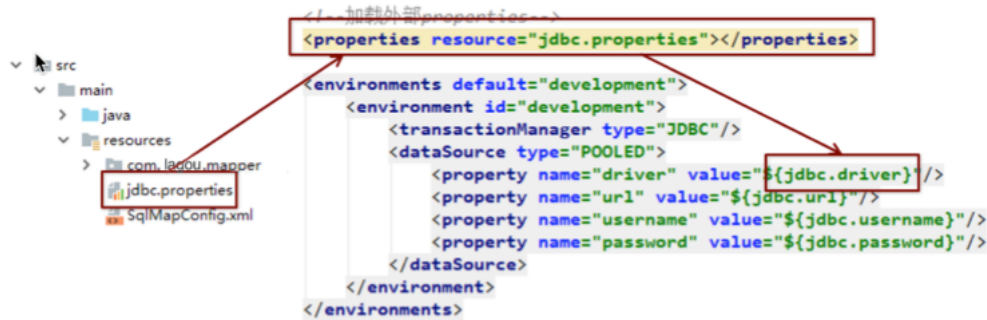 src
main
java
resources
com.lagou.mapper
jdbc.properties
SqlMapConfig.xml
<!--加载外部properties-->
<properties resource="jdbc.properties"></properties>
<environments default="development">
<environment id="development">
<transactionManager type="JDBC"/>
<dataSource type="POOLED">
<property name="driver" value="${jdbc.driver}"/>
<property name="url" value="${jdbc.url}"/>
<property name="username" value="${jdbc.username}"/>
<property name="password" value="${jdbc.password}"/>
</dataSource>
</environment>
</environments>